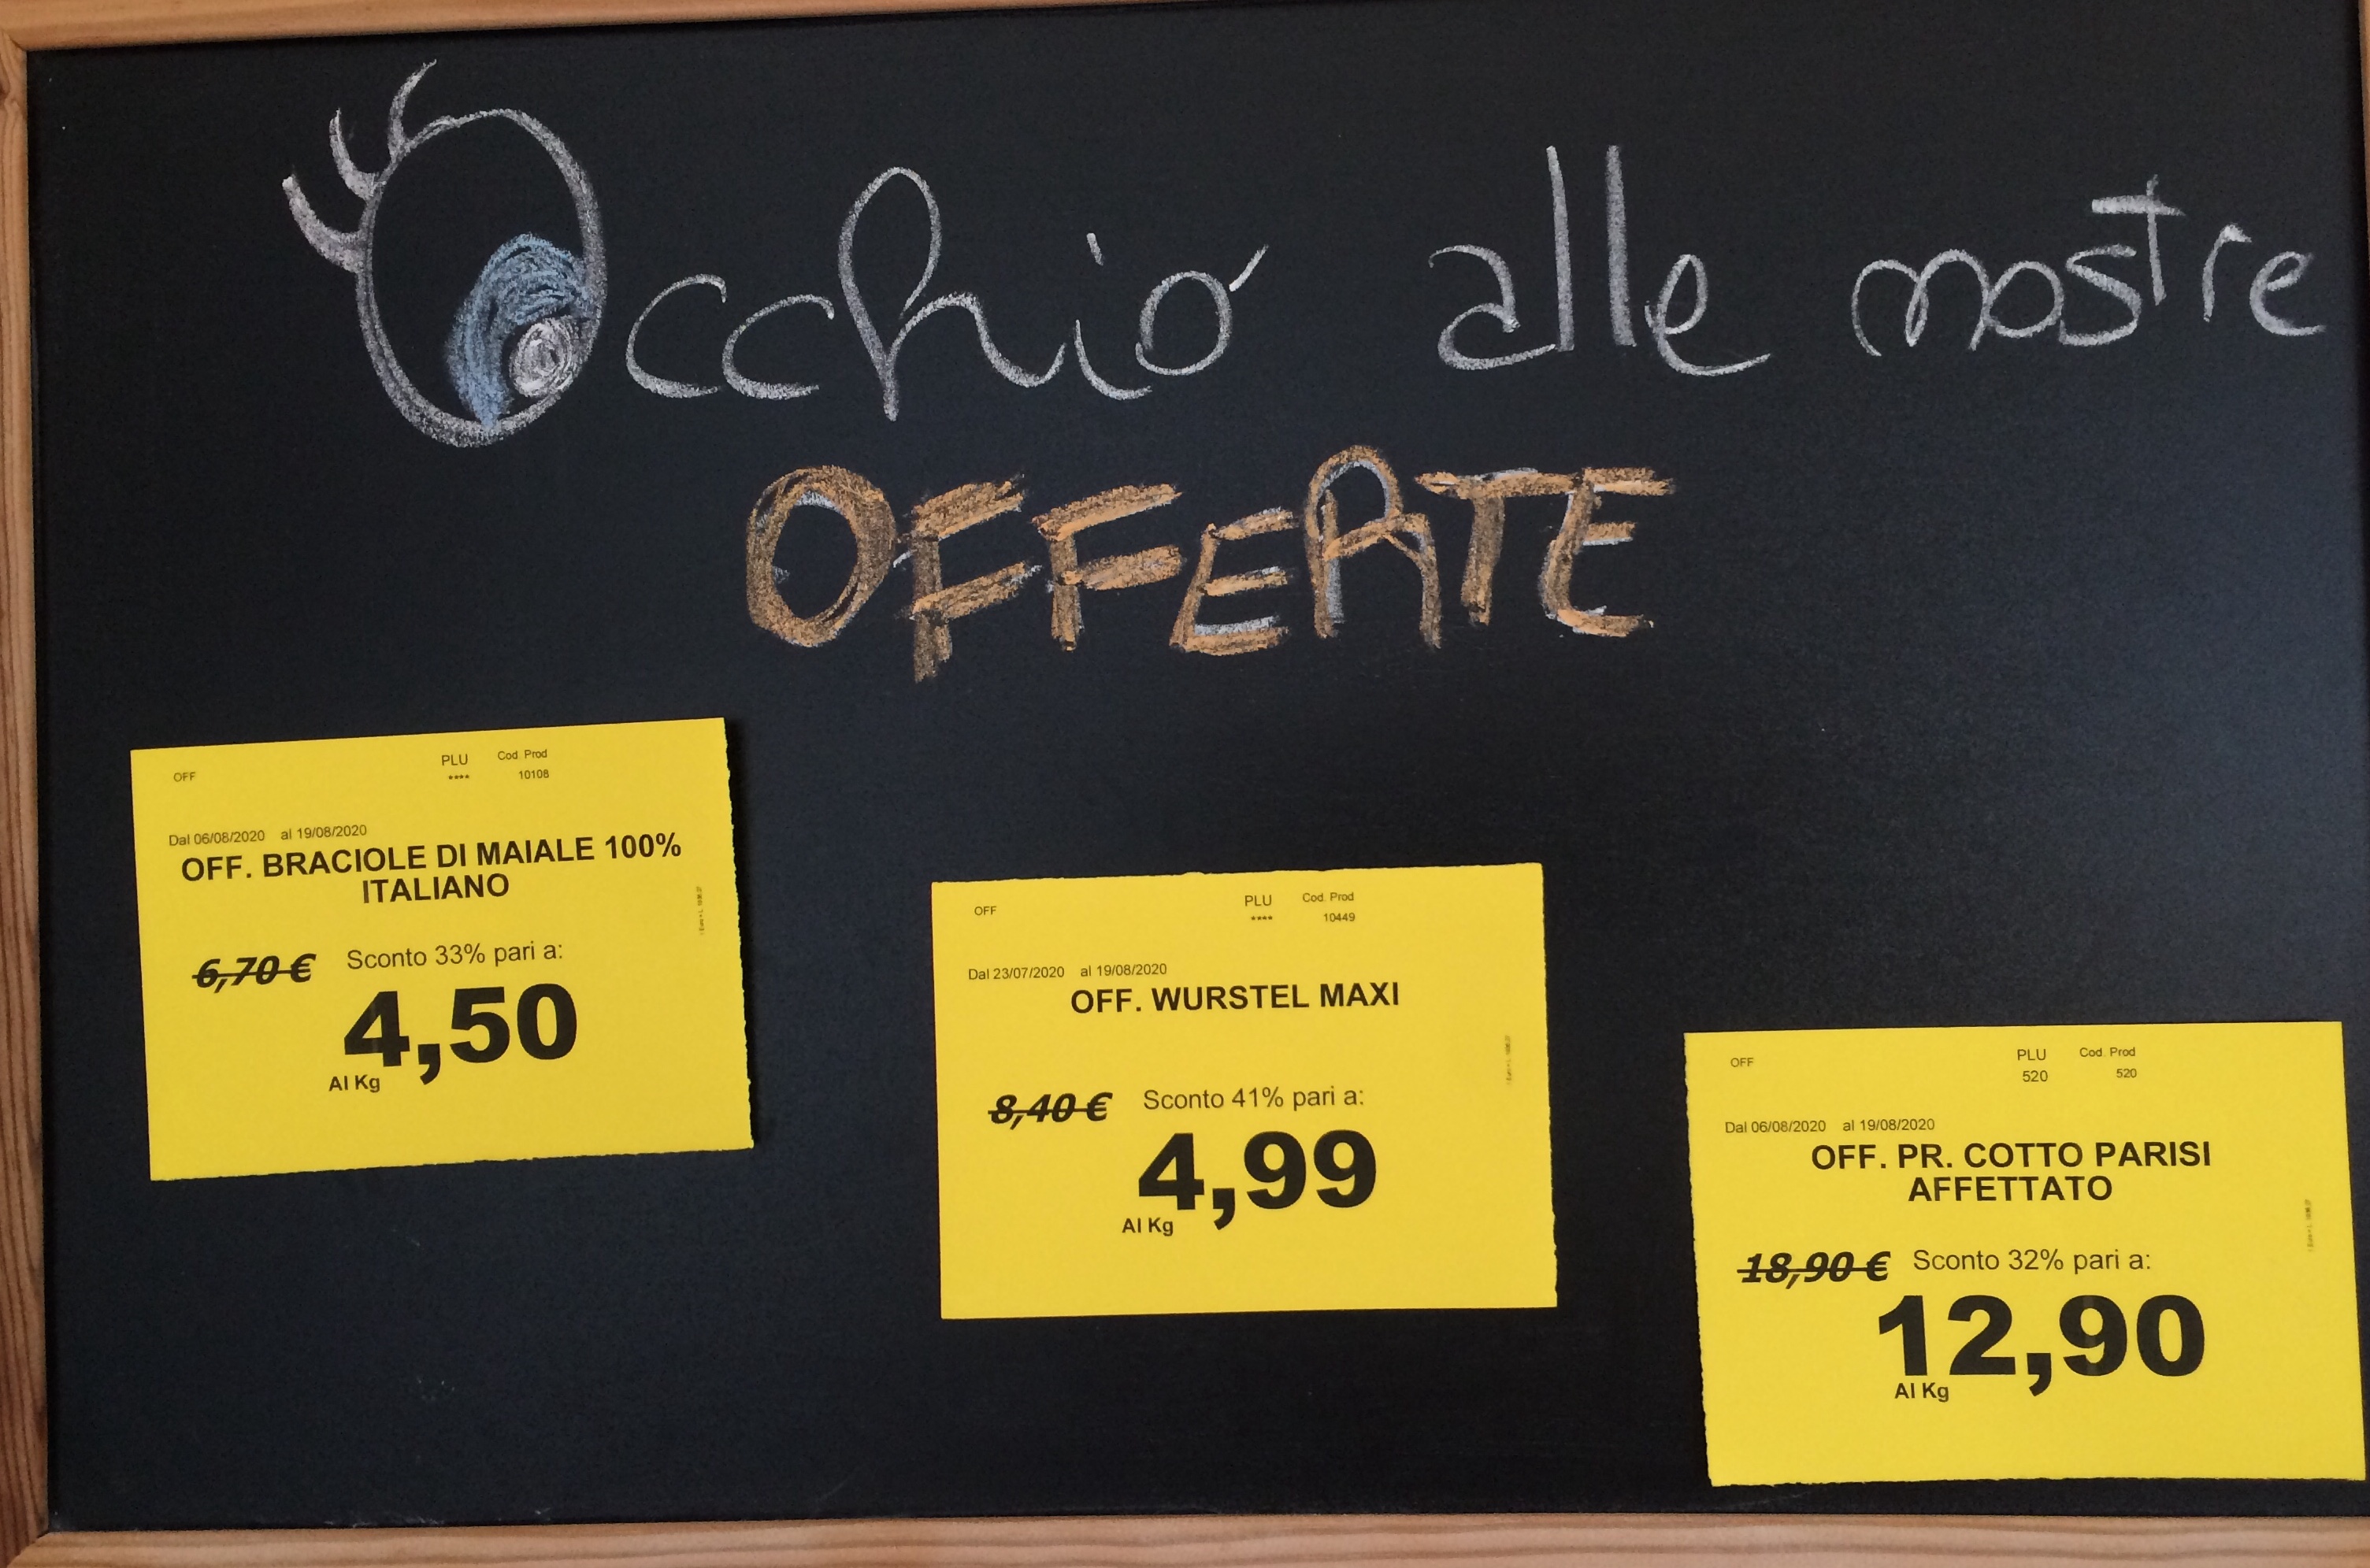 Occhio alle nostre
OFFERTE
OFF PLU Cod. Prod
**** 10108
Dal 06/08/2020 al 19/08/2020
OFF. BRACIOLE DI MAIALE 100%
ITALIANO
6,70 € Sconto 33% pari a:
4,50
Al Kg
OFF PLU Cod. Prod
**** 10449
Dal 23/07/2020 al 19/08/2020
OFF. WURSTEL MAXI
8,40 € Sconto 41% pari a:
4,99
Al Kg
OFF PLU Cod. Prod
520 520
Dal 06/08/2020 al 19/08/2020
OFF. PR. COTTO PARISI
AFFETTATO
18,90 € Sconto 32% pari a:
12,90
Al Kg